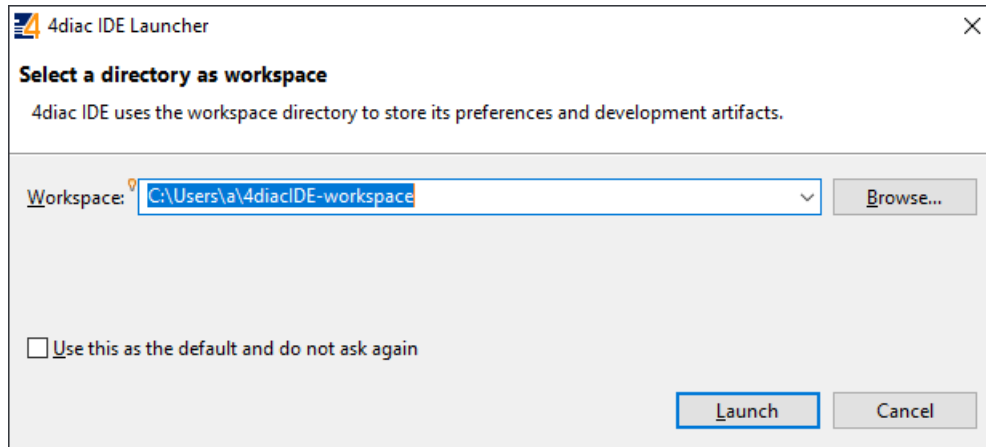 4diac IDE Launcher
Select a directory as workspace
4diac IDE uses the workspace directory to store its preferences and development artifacts.
Workspace: C:\Users\a\4diacIDE-workspace Browse...
Use this as the default and do not ask again
Launch Cancel